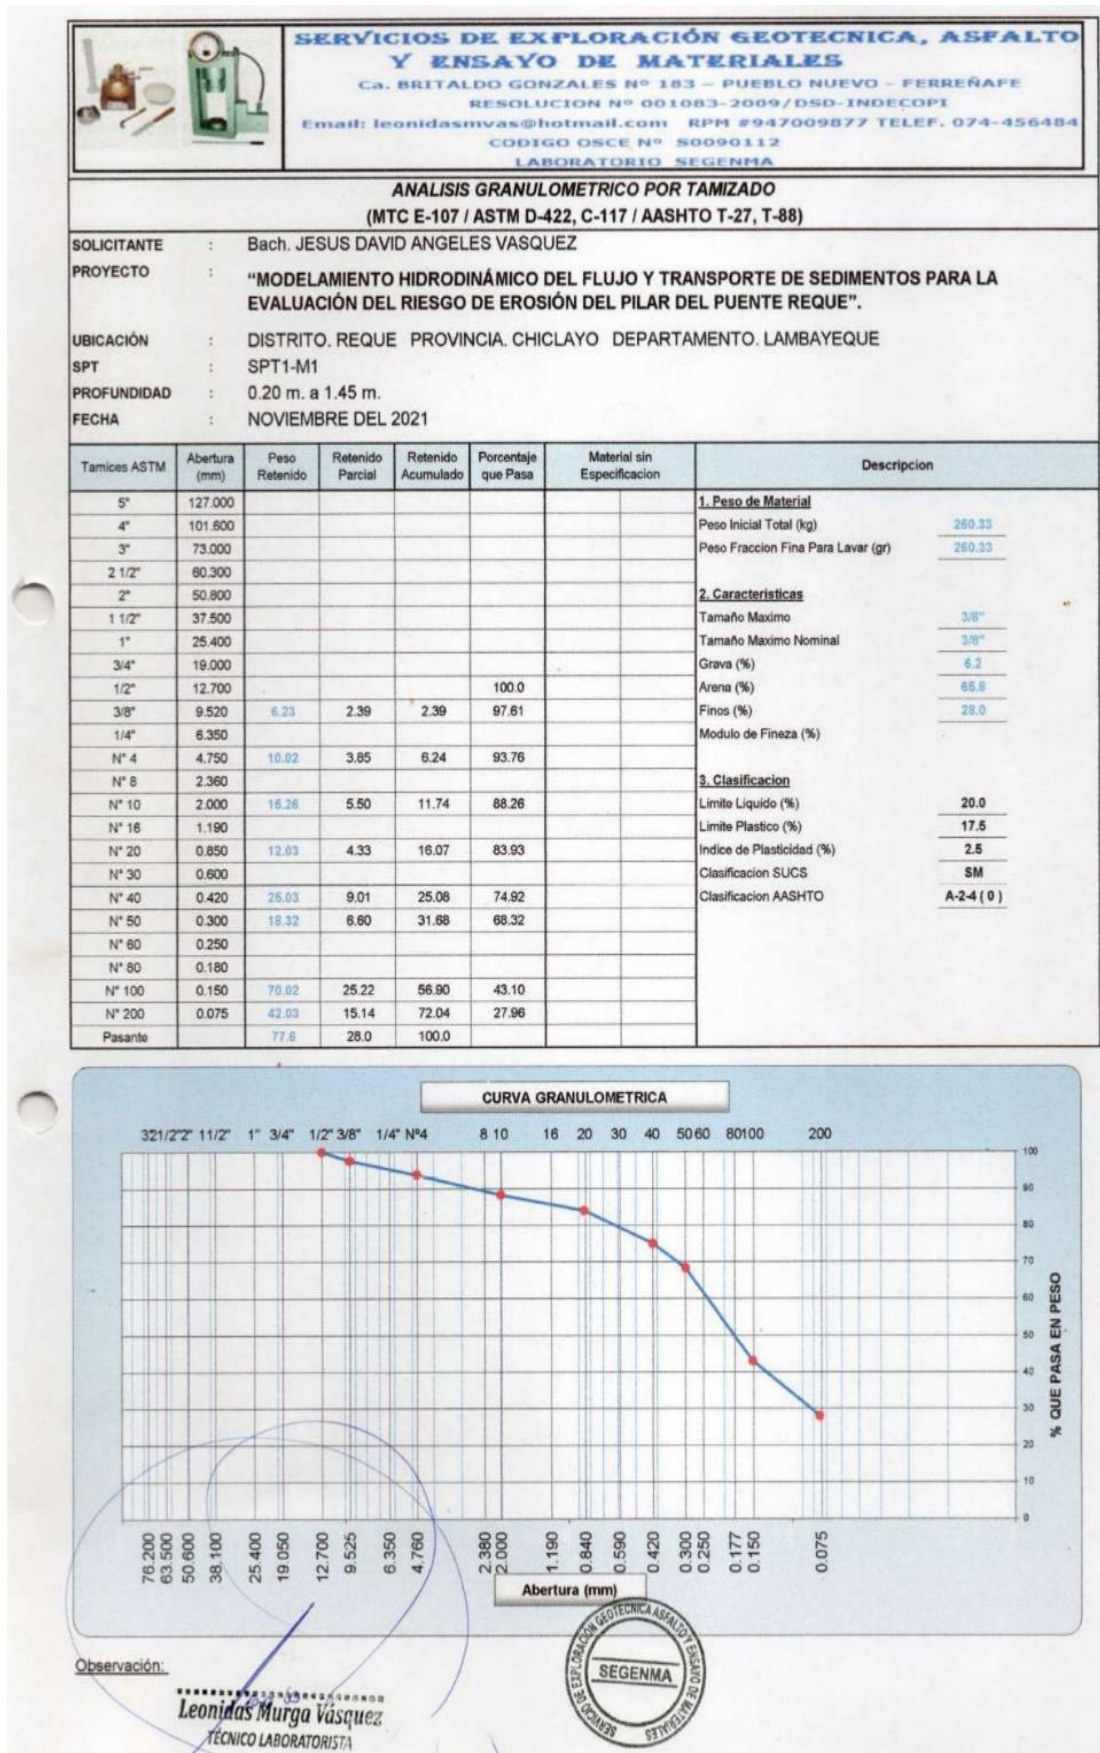 SERVICIOS DE EXPLORACIÓN GEOTECNICA, ASFALTO
Y ENSAYO DE MATERIALES
Ca. BRITALDO GONZALES Nº 183 – PUEBLO NUEVO - FERREÑAFE
RESOLUCION Nº 001083-2009/DSD-INDECOPI
Email: leonidasmvas@hotmail.com RPM #947009877 TELEF. 074-456484
CODIGO OSCE Nº S0090112
LABORATORIO SEGENMA
ANALISIS GRANULOMETRICO POR TAMIZADO
(MTC E-107 / ASTM D-422, C-117 / AASHTO T-27, T-88)
SOLICITANTE : Bach. JESUS DAVID ANGELES VASQUEZ
PROYECTO : “MODELAMIENTO HIDRODINÁMICO DEL FLUJO Y TRANSPORTE DE SEDIMENTOS PARA LA
EVALUACIÓN DEL RIESGO DE EROSIÓN DEL PILAR DEL PUENTE REQUE”.
UBICACIÓN : DISTRITO. REQUE PROVINCIA. CHICLAYO DEPARTAMENTO. LAMBAYEQUE
SPT : SPT1-M1
PROFUNDIDAD : 0.20 m. a 1.45 m.
FECHA : NOVIEMBRE DEL 2021
Tamices ASTM Abertura (mm) Peso Retenido Retenido Parcial Retenido Acumulado Porcentaje que Pasa Material sin Especificacion Descripcion
5" 127.000 1. Peso de Material
4" 101.600 Peso Inicial Total (kg) 260.33
3" 73.000 Peso Fraccion Fina Para Lavar (gr) 260.33
2 1/2" 60.300
2" 50.800 2. Caracteristicas
1 1/2" 37.500 Tamaño Maximo 3/8"
1" 25.400 Tamaño Maximo Nominal 3/8"
3/4" 19.000 Grava (%) 6.2
1/2" 12.700 100.0 Arena (%) 65.8
3/8" 9.520 6.23 2.39 2.39 97.61 Finos (%) 28.0
1/4" 6.350 Modulo de Fineza (%)
N° 4 4.750 10.02 3.85 6.24 93.76
N° 8 2.360 3. Clasificacion
N° 10 2.000 15.26 5.50 11.74 88.26 Limite Liquido (%) 20.0
N° 16 1.190 Limite Plastico (%) 17.5
N° 20 0.850 12.03 4.33 16.07 83.93 Indice de Plasticidad (%) 2.5
N° 30 0.600 Clasificacion SUCS SM
N° 40 0.420 25.03 9.01 25.08 74.92 Clasificacion AASHTO A-2-4 ( 0 )
N° 50 0.300 18.32 6.60 31.68 68.32
N° 60 0.250
N° 80 0.180
N° 100 0.150 70.02 25.22 56.90 43.10
N° 200 0.075 42.03 15.14 72.04 27.96
Pasante 77.6 28.0 100.0
CURVA GRANULOMETRICA
321/2"2" 11/2" 1" 3/4" 1/2" 3/8" 1/4" Nº4 8 10 16 20 30 40 50 60 80100 200
100
90
80
70
60
50
40
30
20
10
0
% QUE PASA EN PESO
76.200 63.500 50.600 38.100 25.400 19.050 12.700 9.525 6.350 4.760 2.380 2.000 1.190 0.840 0.590 0.420 0.300 0.250 0.177 0.150 0.075
Abertura (mm)
Observación:
Leonidas Murga Vásquez
TÉCNICO LABORATORISTA
SERVICIO DE EXPLORACIÓN GEOTECNICA ASFALTO Y ENSAYO DE MATERIALES
SEGENMA